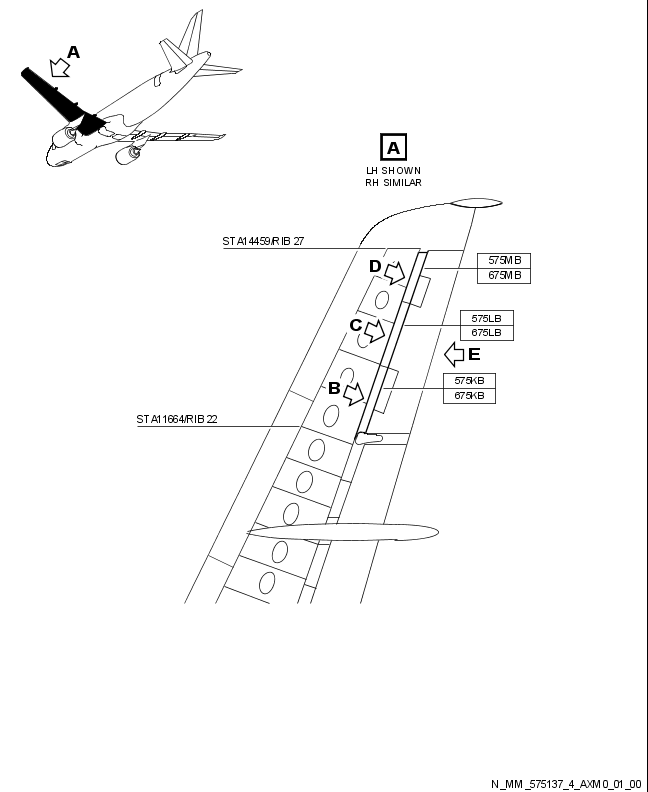 A
A
LH SHOWN
RH SIMILAR
STA14459/RIB 27
D
575MB
675MB
C
575LB
675LB
E
B
575KB
675KB
STA11664/RIB 22
N_MM_575137_4_AXM0_01_00